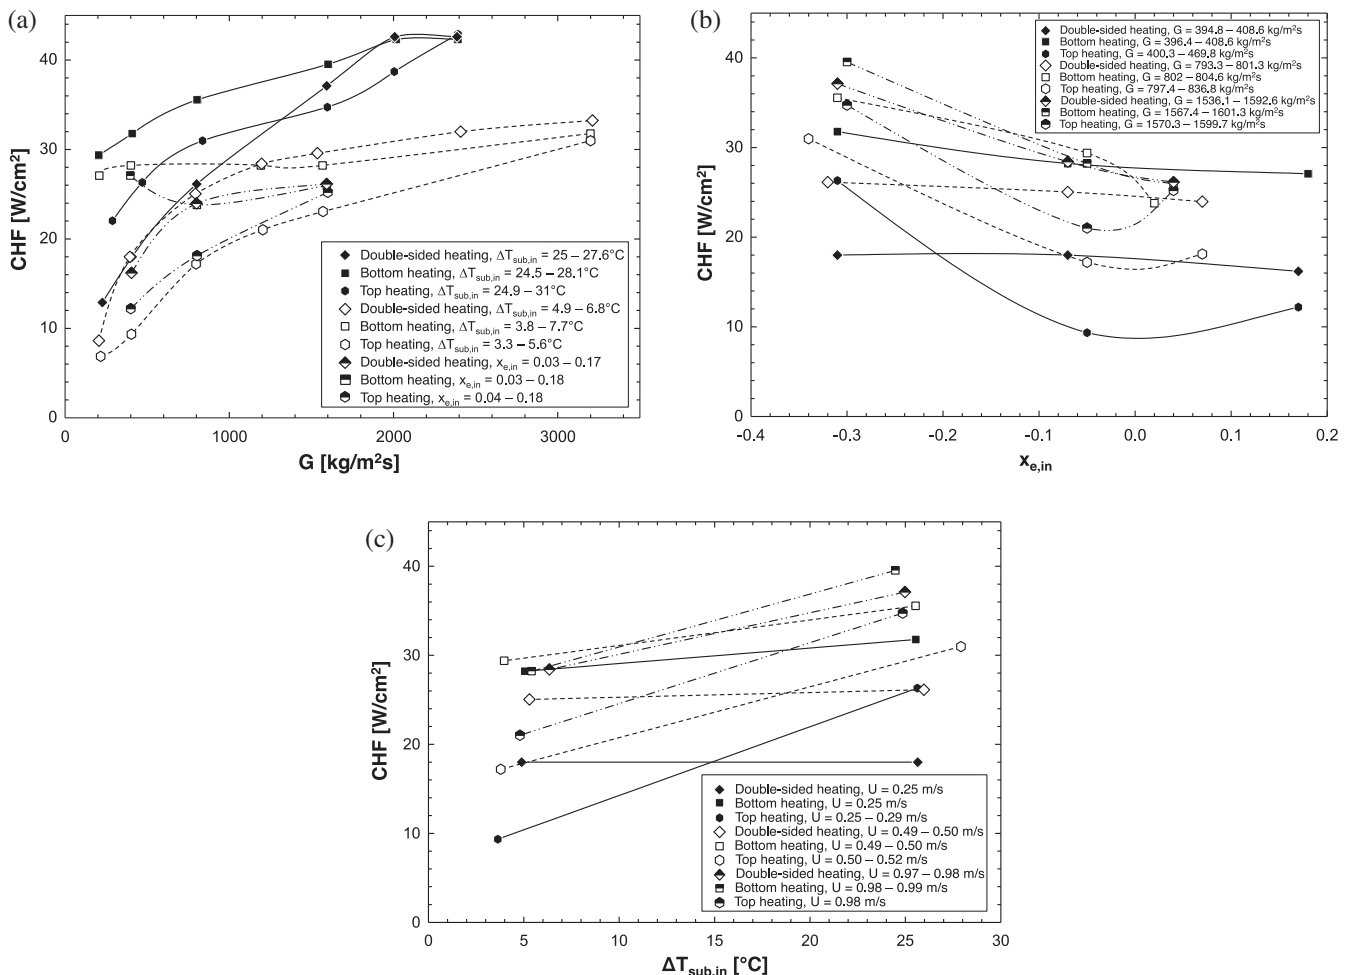 (a)
CHF [W/cm²]
40
30
20
10
0
0 1000 2000 3000
G [kg/m²s]
Double-sided heating, ΔTsub,in = 25 – 27.6°C
Bottom heating, ΔTsub,in = 24.5 – 28.1°C
Top heating, ΔTsub,in = 24.9 – 31°C
Double-sided heating, ΔTsub,in = 4.9 – 6.8°C
Bottom heating, ΔTsub,in = 3.8 – 7.7°C
Top heating, ΔTsub,in = 3.3 – 5.6°C
Double-sided heating, xe,in = 0.03 – 0.17
Bottom heating, xe,in = 0.03 – 0.18
Top heating, xe,in = 0.04 – 0.18
(b)
CHF [W/cm²]
40
30
20
10
0
-0.4 -0.3 -0.2 -0.1 0.0 0.1 0.2
xe,in
Double-sided heating, G = 394.8 – 408.6 kg/m²s
Bottom heating, G = 396.4 – 408.6 kg/m²s
Top heating, G = 400.3 – 469.8 kg/m²s
Double-sided heating, G = 793.3 – 801.3 kg/m²s
Bottom heating, G = 802 – 804.6 kg/m²s
Top heating, G = 797.4 – 836.8 kg/m²s
Double-sided heating, G = 1536.1 – 1592.6 kg/m²s
Bottom heating, G = 1567.4 – 1601.3 kg/m²s
Top heating, G = 1570.3 – 1599.7 kg/m²s
(c)
CHF [W/cm²]
40
30
20
10
0
0 5 10 15 20 25 30
ΔTsub,in [°C]
Double-sided heating, U = 0.25 m/s
Bottom heating, U = 0.25 m/s
Top heating, U = 0.25 – 0.29 m/s
Double-sided heating, U = 0.49 – 0.50 m/s
Bottom heating, U = 0.49 – 0.50 m/s
Top heating, U = 0.50 – 0.52 m/s
Double-sided heating, U = 0.97 – 0.98 m/s
Bottom heating, U = 0.98 – 0.99 m/s
Top heating, U = 0.98 m/s